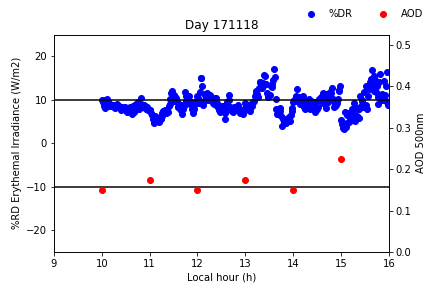 %DR AOD
Day 171118
20
10
0
−10
−20
%RD Erythemal Irradiance (W/m2)
0.5
0.4
0.3
0.2
0.1
0.0
AOD 500nm
9 10 11 12 13 14 15 16
Local hour (h)